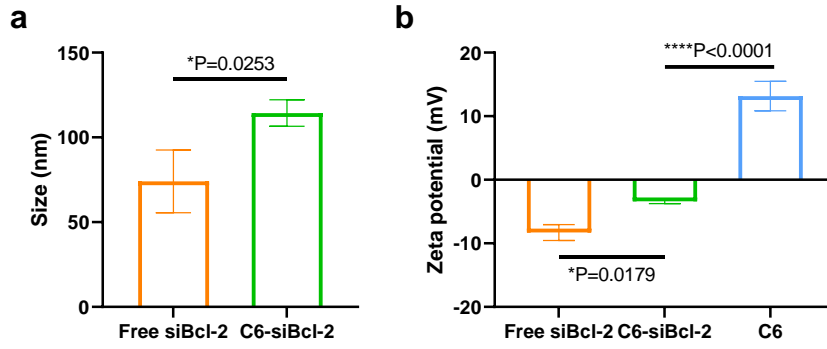 a
Size (nm)
150
100
50
0
*P=0.0253
Free siBcl-2
C6-siBcl-2
b
Zeta potential (mV)
20
10
0
-10
-20
****P<0.0001
*P=0.0179
Free siBcl-2
C6-siBcl-2
C6